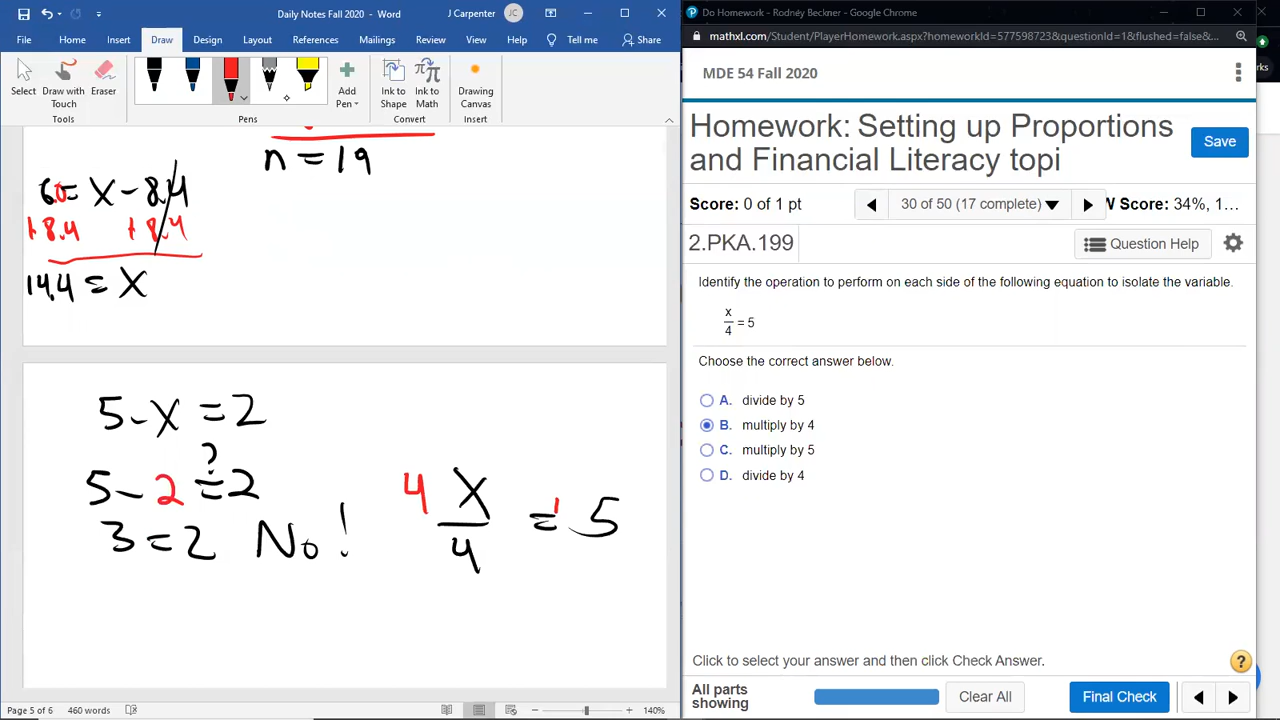 Daily Notes Fall 2020 - Word
J Carpenter
JC
File Home Insert Draw Design Layout References Mailings Review View Help Tell me Share
Select
Draw with Touch
Eraser
Add Pen
Ink to Shape
Ink to Math
Drawing Canvas
Tools
Pens
Convert
Insert
n = 19
6.0 = X - 8.4
+8.4 +8.4
14.4 = X
5 - X = 2
?
5 - 2 = 2
3 = 2 No!
4 X/4 = 5
Page 5 of 6
460 words
140%
Do Homework - Rodney Beckner - Google Chrome
mathxl.com/Student/PlayerHomework.aspx?homeworkId=577598723&questionId=1&flushed=false&...
MDE 54 Fall 2020
Homework: Setting up Proportions
and Financial Literacy topi
Save
Score: 0 of 1 pt
30 of 50 (17 complete)
W Score: 34%, 1...
2.PKA.199
Question Help
Identify the operation to perform on each side of the following equation to isolate the variable.
x/4 = 5
Choose the correct answer below.
A. divide by 5
B. multiply by 4
C. multiply by 5
D. divide by 4
Click to select your answer and then click Check Answer.
?
All parts
showing
Clear All
Final Check